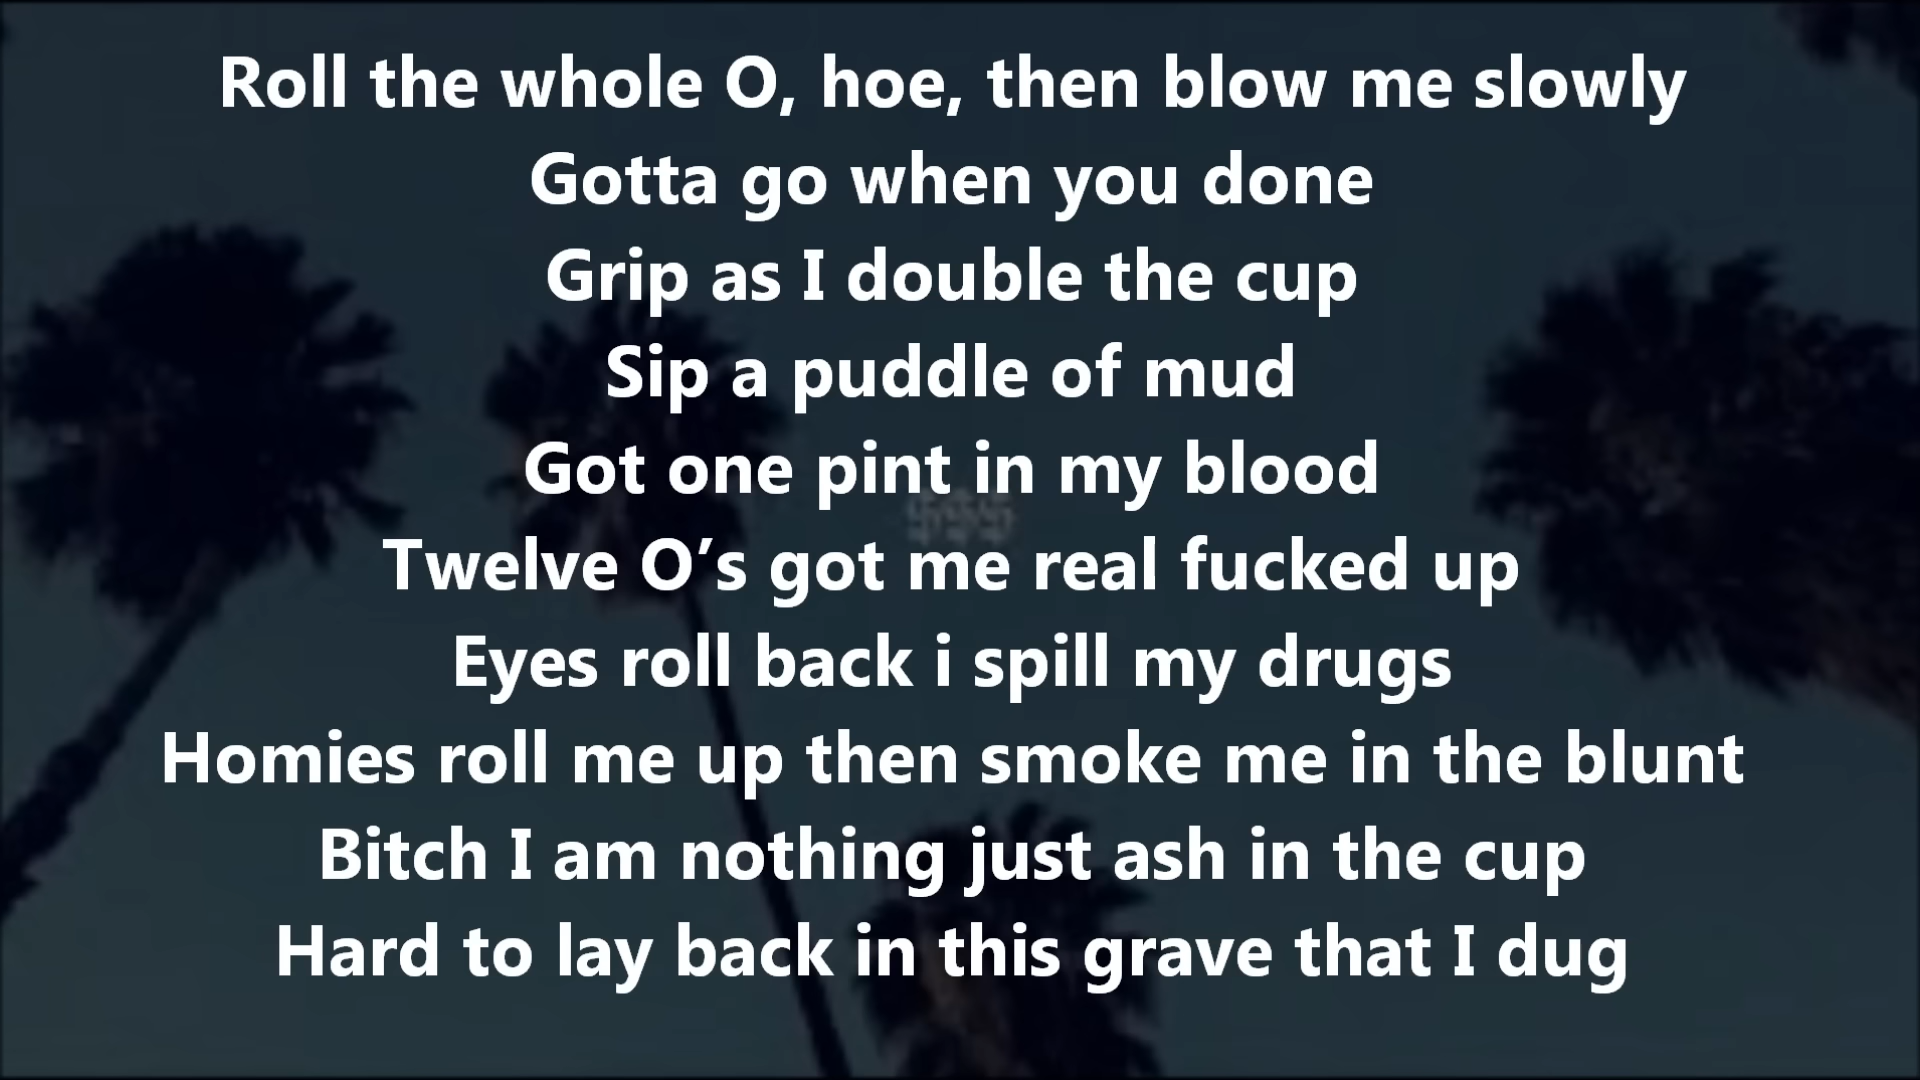 Roll the whole O, hoe, then blow me slowly
Gotta go when you done
Grip as I double the cup
Sip a puddle of mud
Got one pint in my blood
Twelve O’s got me real fucked up
Eyes roll back i spill my drugs
Homies roll me up then smoke me in the blunt
Bitch I am nothing just ash in the cup
Hard to lay back in this grave that I dug